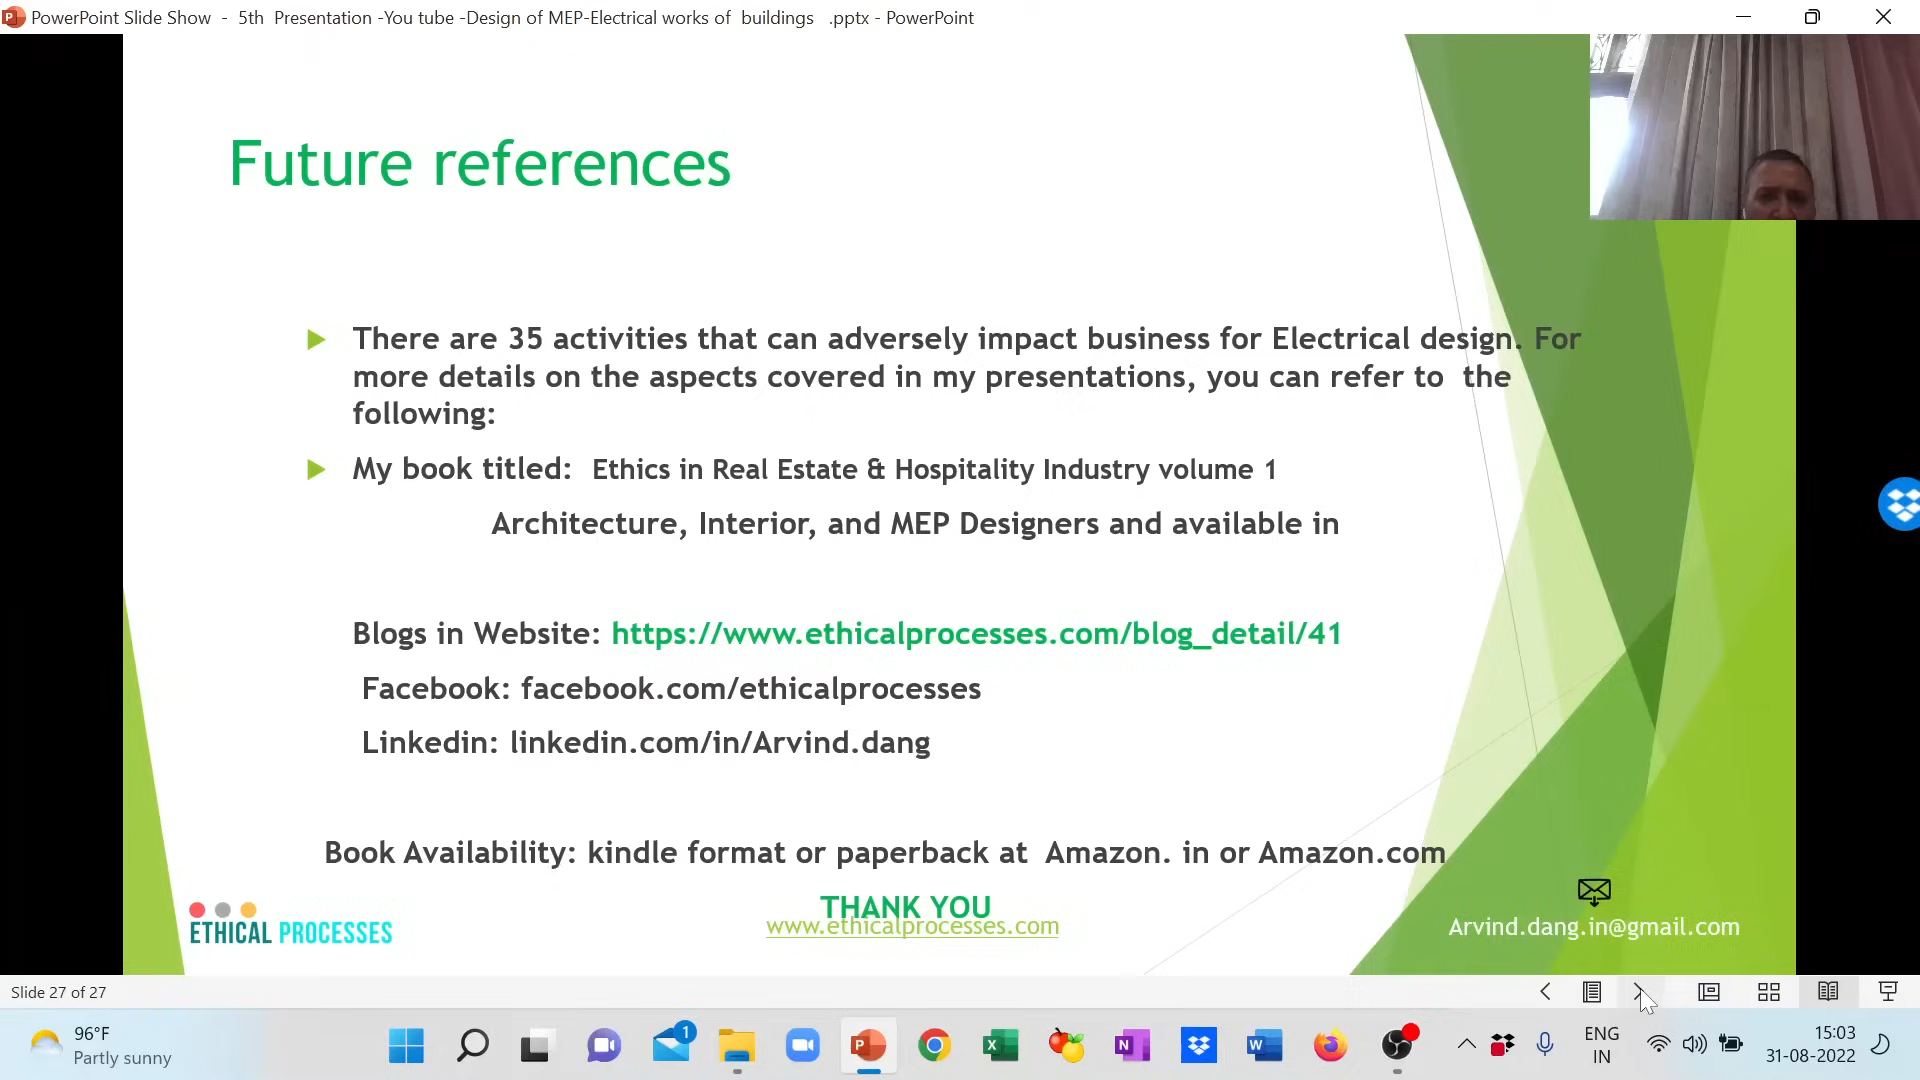 PowerPoint Slide Show - 5th Presentation -You tube -Design of MEP-Electrical works of buildings .pptx - PowerPoint
Future references
There are 35 activities that can adversely impact business for Electrical design. For
more details on the aspects covered in my presentations, you can refer to the
following:
My book titled: Ethics in Real Estate & Hospitality Industry volume 1
Architecture, Interior, and MEP Designers and available in
Blogs in Website: https://www.ethicalprocesses.com/blog_detail/41
Facebook: facebook.com/ethicalprocesses
Linkedin: linkedin.com/in/Arvind.dang
Book Availability: kindle format or paperback at Amazon. in or Amazon.com
THANK YOU
www.ethicalprocesses.com
ETHICAL PROCESSES
Arvind.dang.in@gmail.com
Slide 27 of 27
96°F
Partly sunny
1
ENG
IN
15:03
31-08-2022